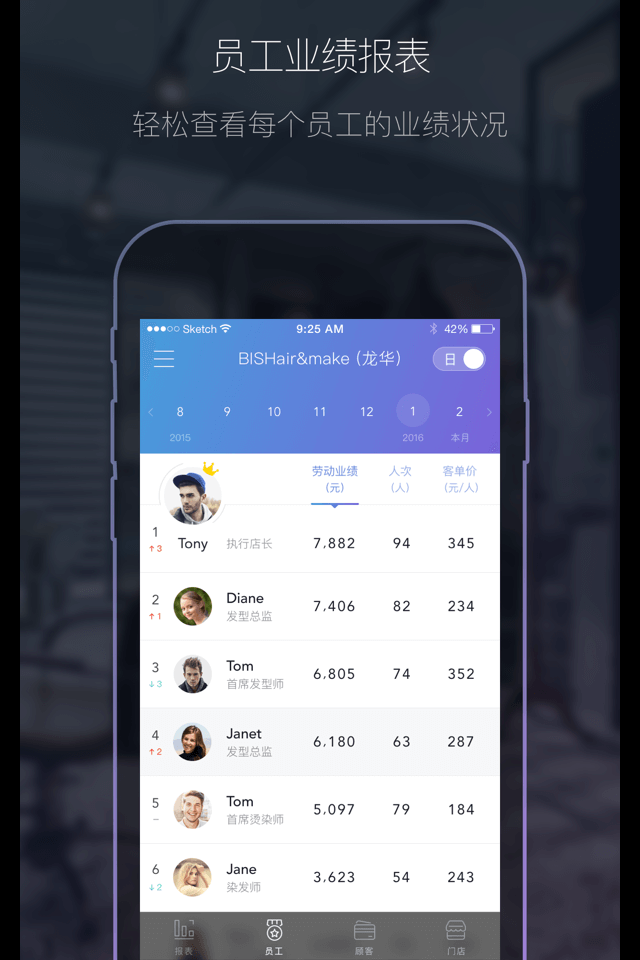 员工业绩报表
轻松查看每个员工的业绩状况
Sketch 9:25 AM 42%
BISHair&make (龙华) 日
8 9 10 11 12 1 2
2015 2016 本月
劳动业绩 人次 客单价
(元) (人) (元/人)
1 ↑3 Tony 执行店长 7,882 94 345
2 Diane 7,406 82 234
↑1 发型总监
3 Tom 6,805 74 352
↓3 首席发型师
4 Janet 6,180 63 287
↑2 发型总监
5 Tom 5,097 79 184
– 首席烫染师
6 Jane 3,623 54 243
↓2 染发师
报表 员工 顾客 门店